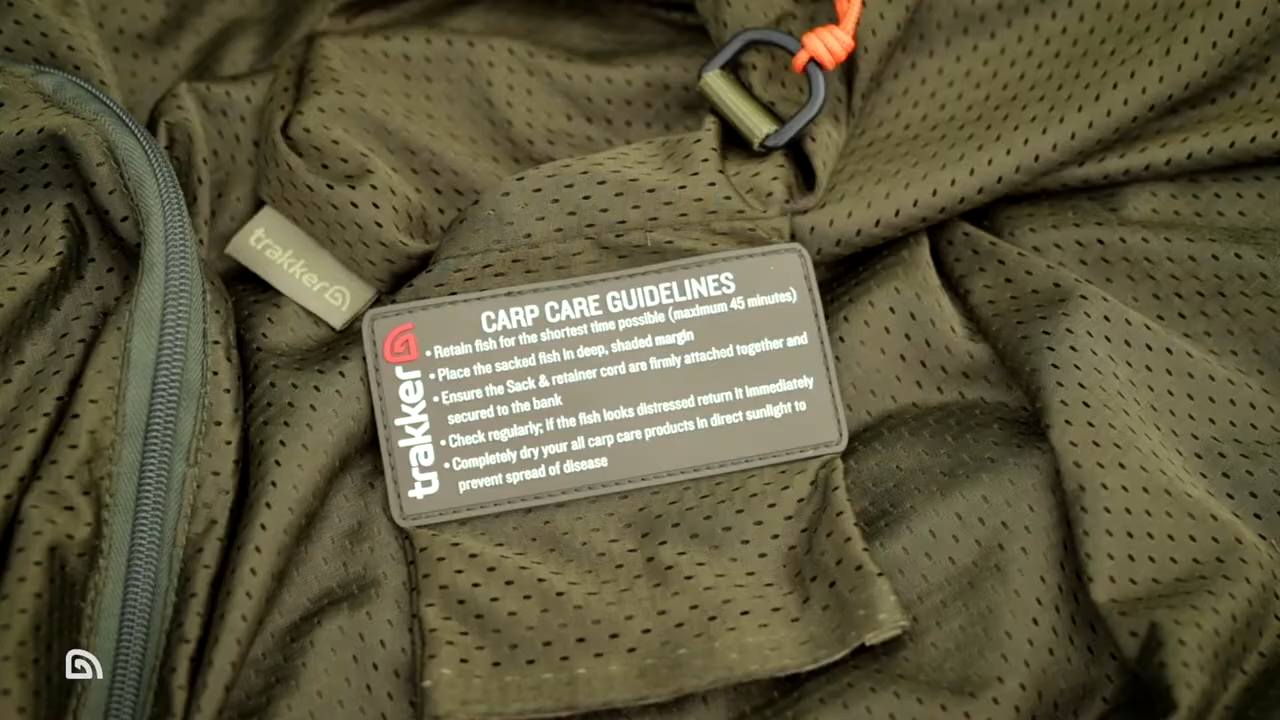 trakker
CARP CARE GUIDELINES
• Retain fish for the shortest time possible (maximum 45 minutes)
• Place the sacked fish in deep, shaded margin
• Ensure the Sack & retainer cord are firmly attached together and
secured to the bank
• Check regularly; if the fish looks distressed return it immediately
• Completely dry your all carp care products in direct sunlight to
prevent spread of disease
trakker